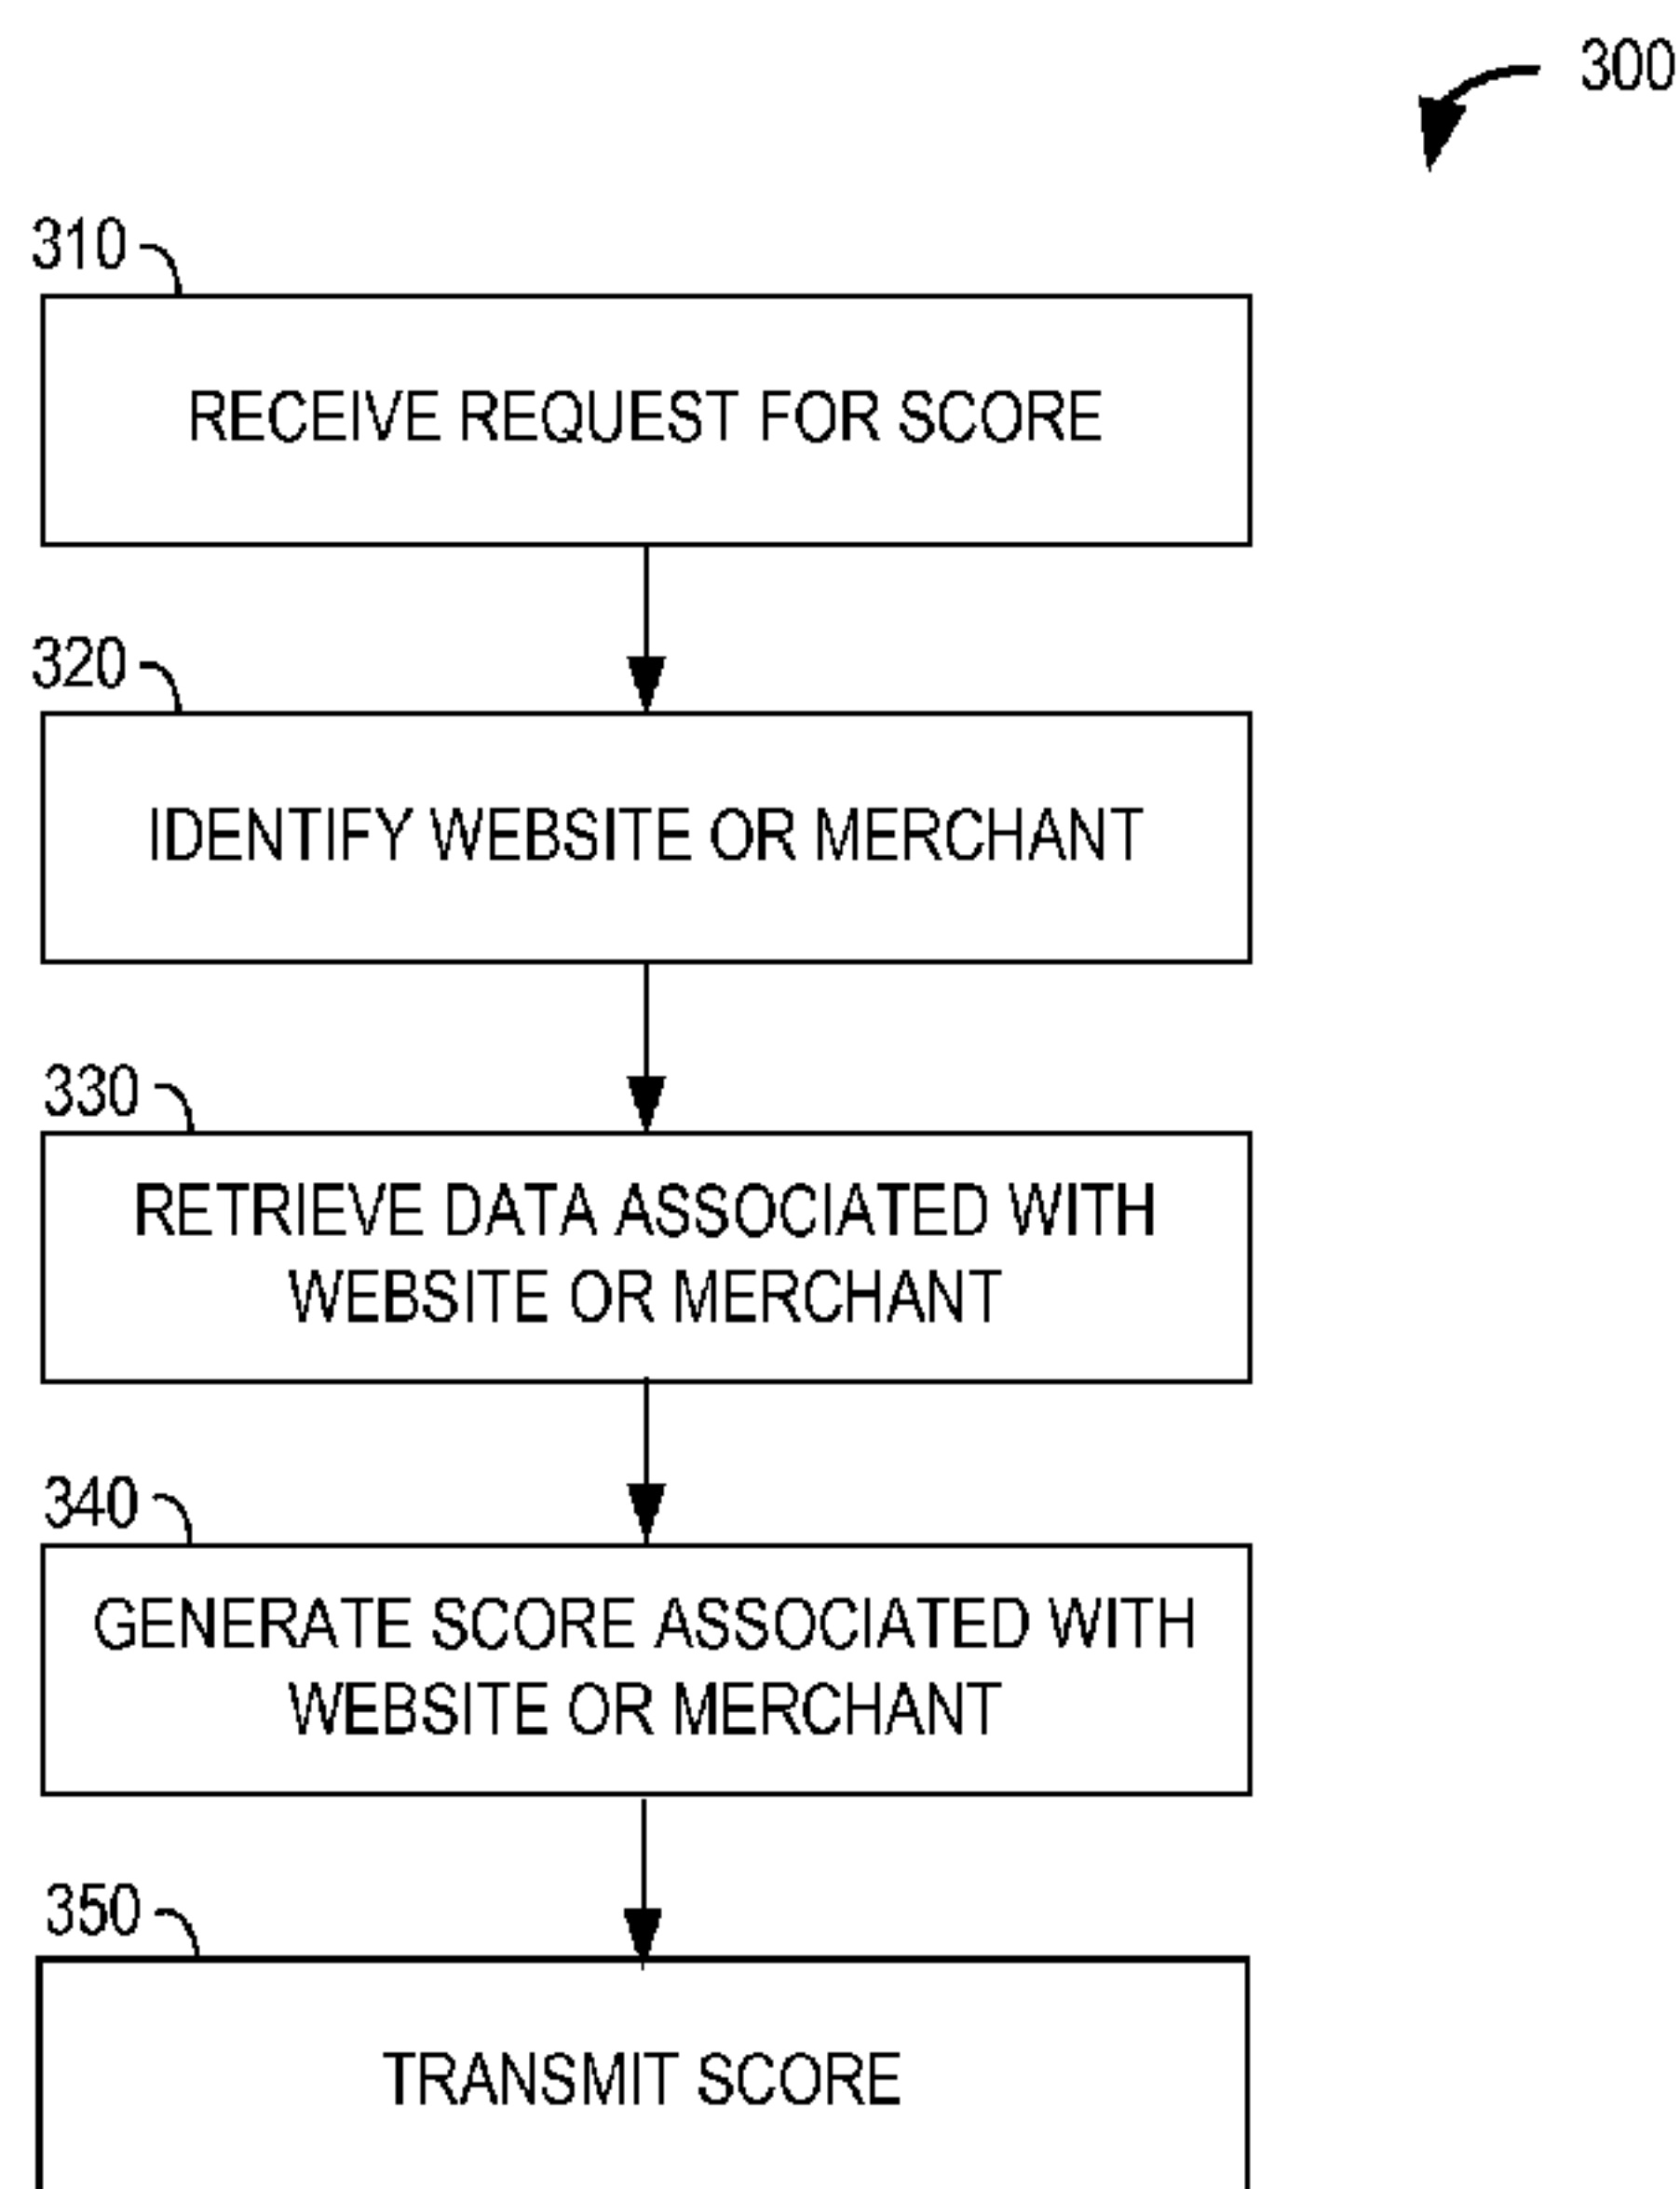 300
310
RECEIVE REQUEST FOR SCORE
320
IDENTIFY WEBSITE OR MERCHANT
330
RETRIEVE DATA ASSOCIATED WITH
WEBSITE OR MERCHANT
340
GENERATE SCORE ASSOCIATED WITH
WEBSITE OR MERCHANT
350
TRANSMIT SCORE